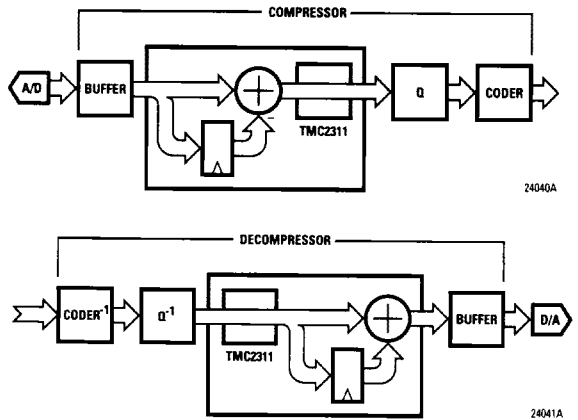 COMPRESSOR
A/D
BUFFER
+
−
TMC2311
Q
CODER
24040A
DECOMPRESSOR
CODER⁻¹
Q⁻¹
TMC2311
+
BUFFER
D/A
24041A